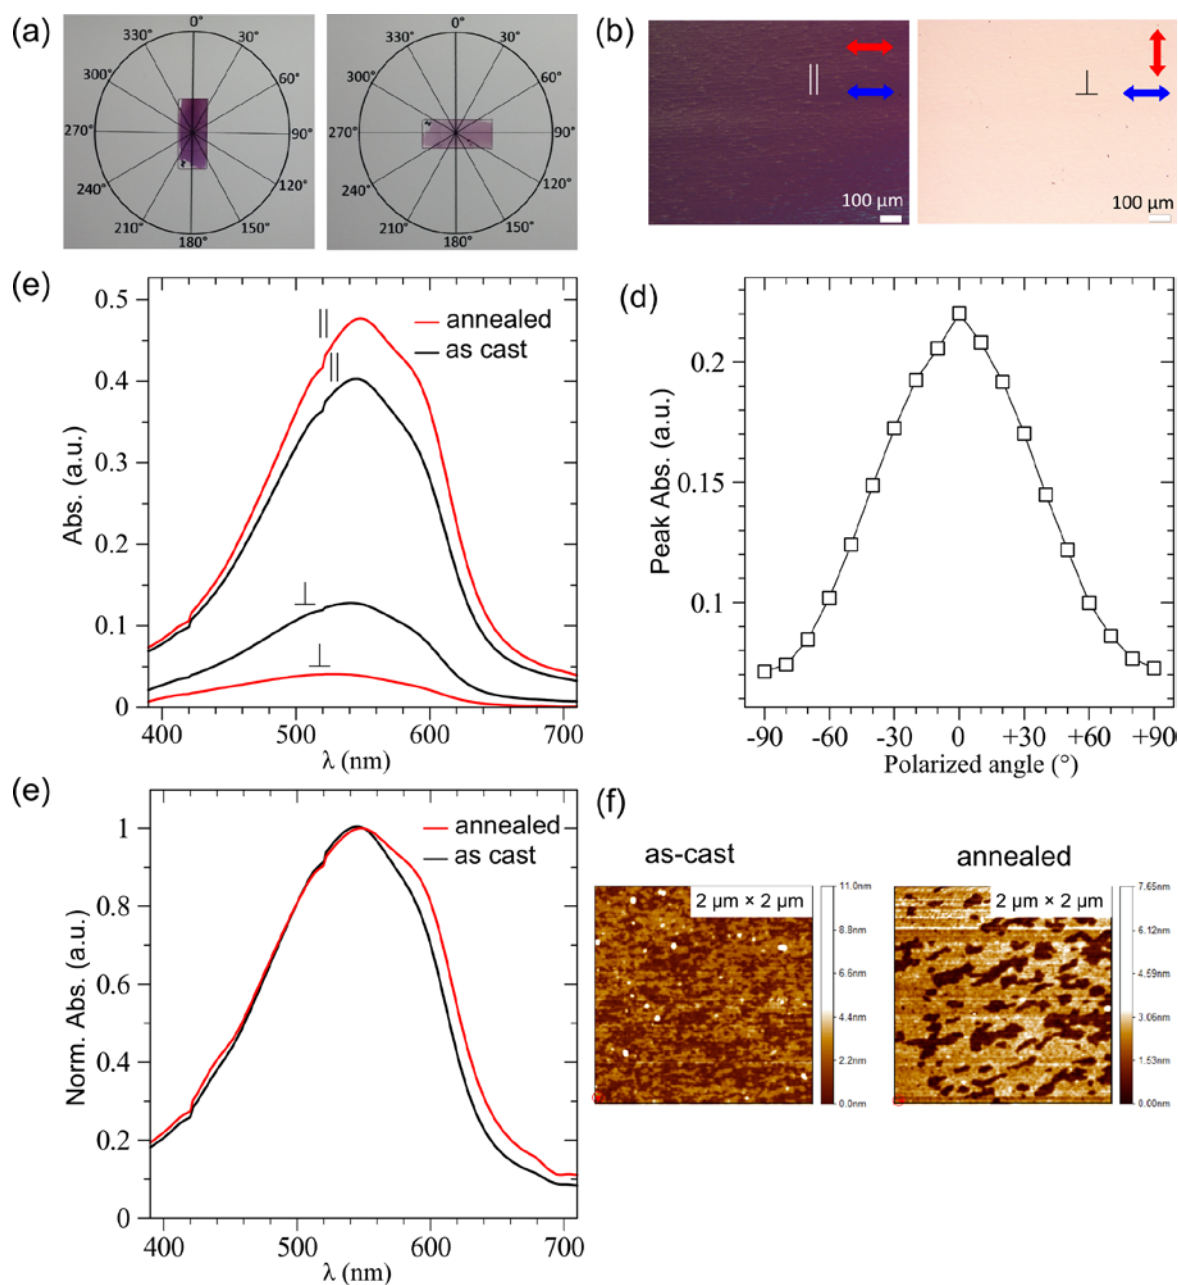 (a)
0°
30°
60°
90°
120°
150°
180°
210°
240°
270°
300°
330°
0°
30°
60°
90°
120°
150°
180°
210°
240°
270°
300°
330°
(b)
||
100 µm
⊥
100 µm
(e)
0.5
0.4
0.3
0.2
0.1
0
Abs. (a.u.)
||
||
annealed
as cast
⊥
⊥
400
500
600
700
λ (nm)
(d)
0.2
0.15
0.1
Peak Abs. (a.u.)
-90
-60
-30
0
+30
+60
+90
Polarized angle (°)
(e)
1
0.8
0.6
0.4
0.2
0
Norm. Abs. (a.u.)
annealed
as cast
400
500
600
700
λ (nm)
(f)
as-cast
2 µm × 2 µm
11.0nm
8.8nm
6.6nm
4.4nm
2.2nm
0.0nm
annealed
2 µm × 2 µm
7.65nm
6.12nm
4.59nm
3.06nm
1.53nm
0.00nm